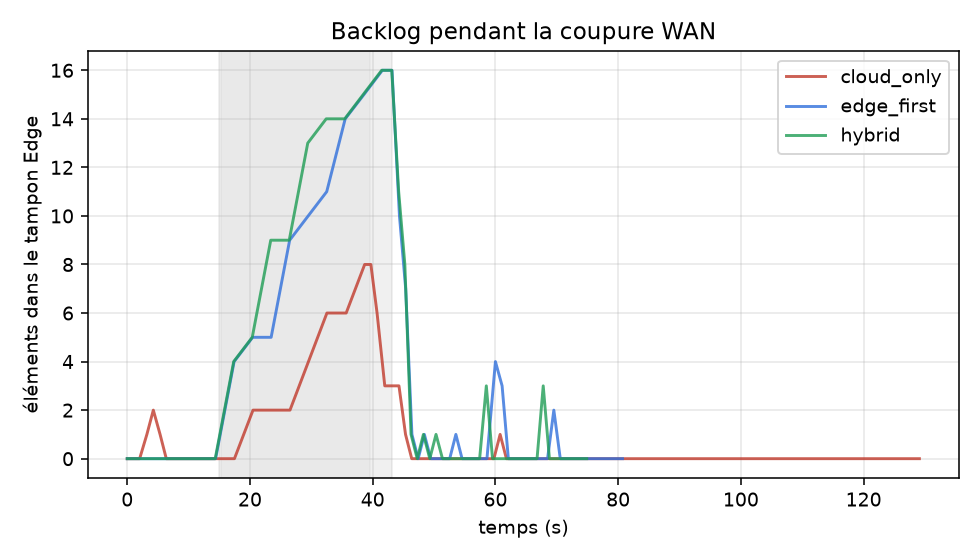 Backlog pendant la coupure WAN
éléments dans le tampon Edge
16
14
12
10
8
6
4
2
0
cloud_only
edge_first
hybrid
0 20 40 60 80 100 120
temps (s)